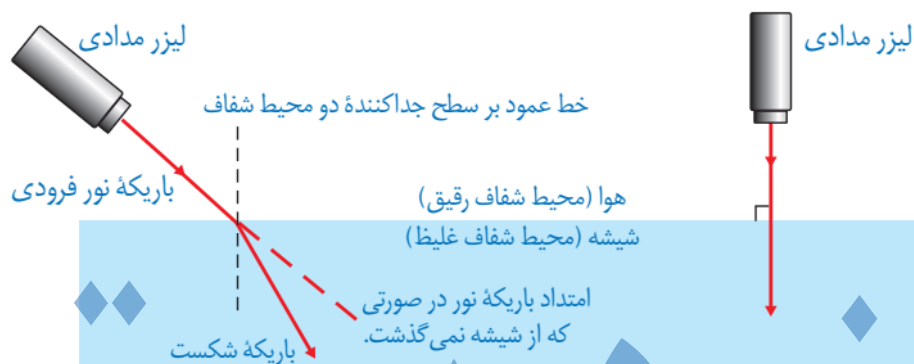 لیزر مدادی
لیزر مدادی
خط عمود بر سطح جداکنندهٔ دو محیط شفاف
باریکهٔ نور فرودی
هوا (محیط شفاف رقیق)
شیشه (محیط شفاف غلیظ)
امتداد باریکهٔ نور در صورتی
که از شیشه نمی‌گذشت.
باریکهٔ شکست